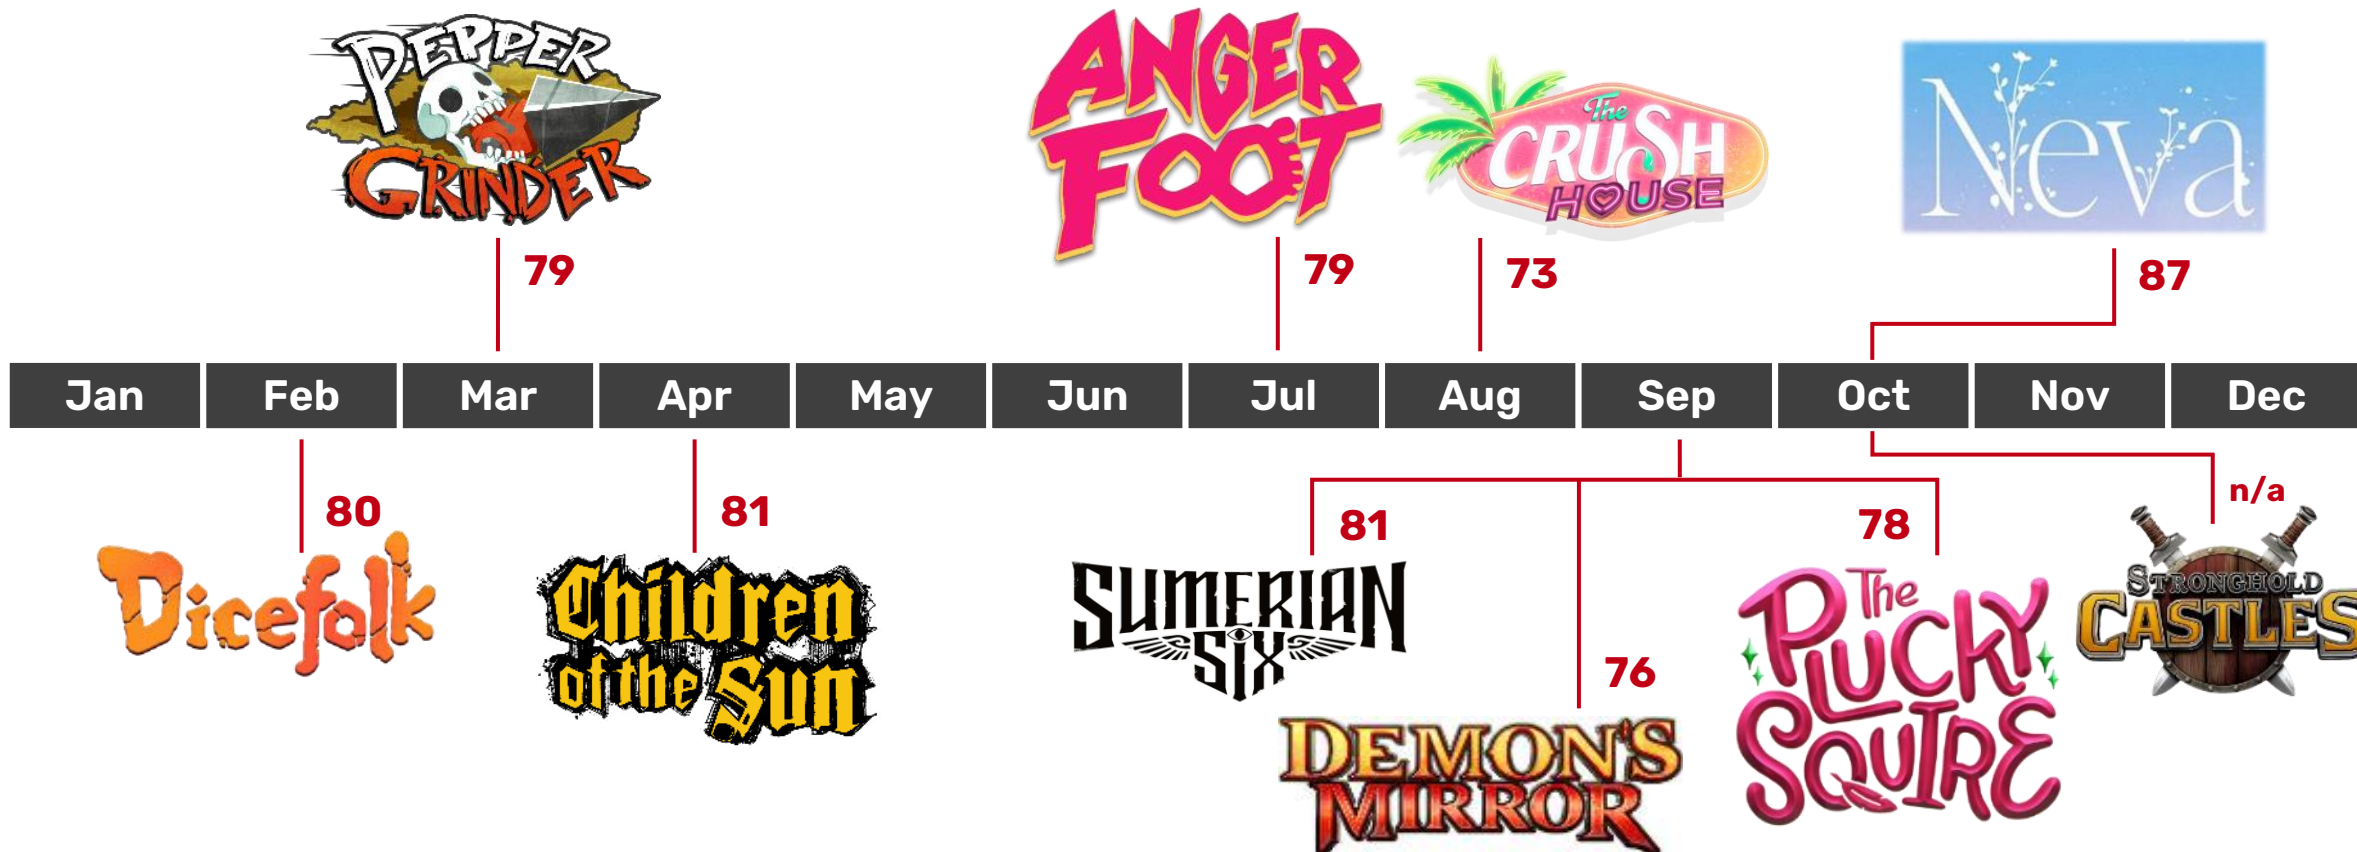 PEPPER
GRINDER
79
ANGER
FOOT
79
The
CRUSH
HOUSE
73
Neva
87
Jan Feb Mar Apr May Jun Jul Aug Sep Oct Nov Dec
80
Dicefolk
81
Children
of the Sun
81
SUMERIAN
SIX
76
DEMON'S
MIRROR
78
The
PLUCKY
SQUIRE
n/a
STRONGHOLD
CASTLES